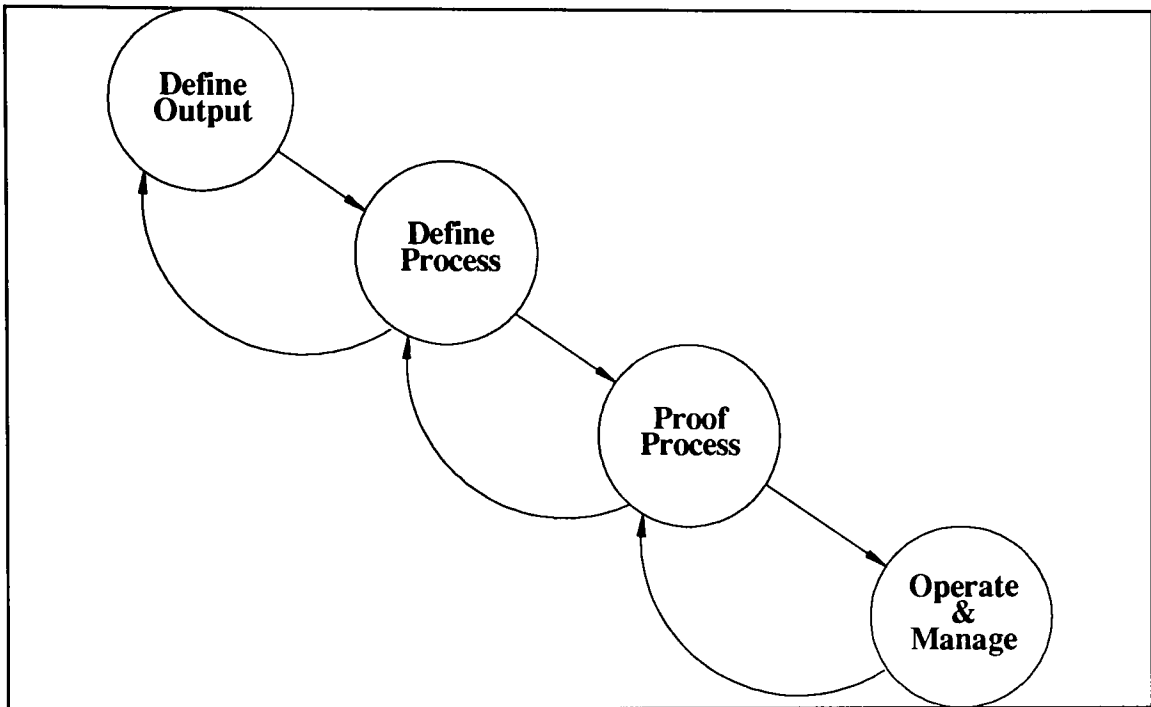 Define
Output
Define
Process
Proof
Process
Operate
&
Manage